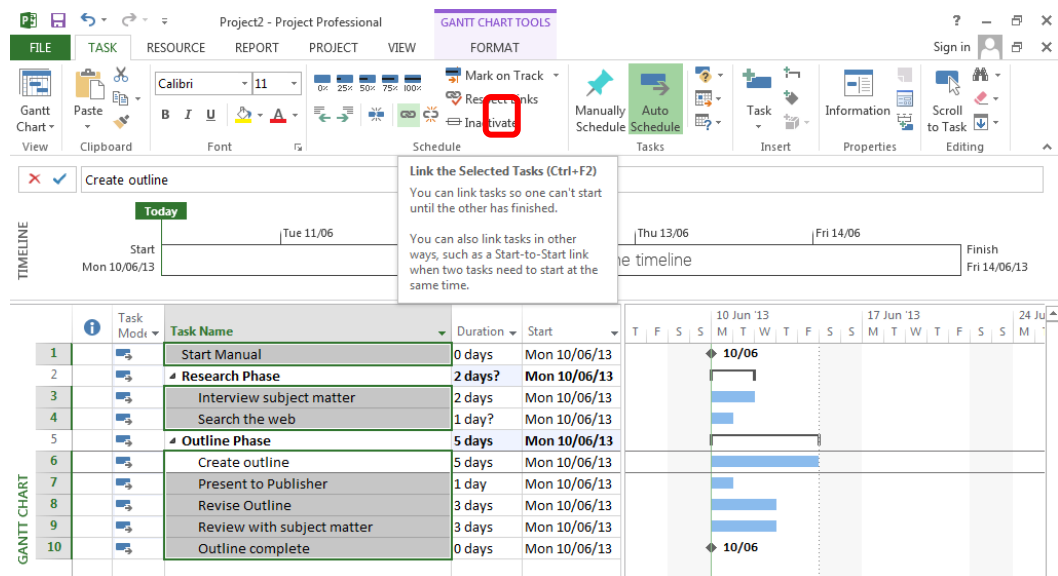 Project2 - Project Professional
GANTT CHART TOOLS
?
FILE TASK RESOURCE REPORT PROJECT VIEW FORMAT
Sign in
Gantt Chart
Paste
Calibri 11
B I U A
0% 25% 50% 75% 100%
Mark on Track
Respect Links
Inactivate
Manually Schedule
Auto Schedule
Task
Information
Scroll to Task
View Clipboard Font Schedule Tasks Insert Properties Editing
Create outline
Link the Selected Tasks (Ctrl+F2)
You can link tasks so one can't start
until the other has finished.
You can also link tasks in other
ways, such as a Start-to-Start link
when two tasks need to start at the
same time.
TIMELINE
Today
Start
Mon 10/06/13
Tue 11/06
Thu 13/06
Fri 14/06
e timeline
Finish
Fri 14/06/13
GANTT CHART
Task Mode Task Name Duration Start
10 Jun '13 17 Jun '13 24 Ju
T F S S M T W T F S S M T W T F S S M
1 Start Manual 0 days Mon 10/06/13 10/06
2 Research Phase 2 days? Mon 10/06/13
3 Interview subject matter 2 days Mon 10/06/13
4 Search the web 1 day? Mon 10/06/13
5 Outline Phase 5 days Mon 10/06/13
6 Create outline 5 days Mon 10/06/13
7 Present to Publisher 1 day Mon 10/06/13
8 Revise Outline 3 days Mon 10/06/13
9 Review with subject matter 3 days Mon 10/06/13
10 Outline complete 0 days Mon 10/06/13 10/06